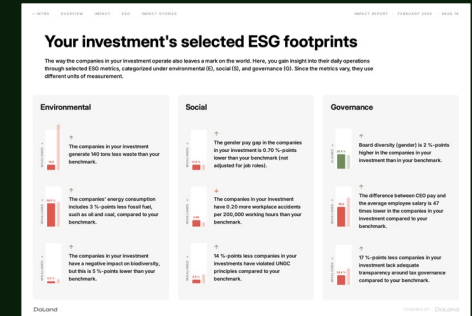 ← INTRO OVERVIEW IMPACT ESG IMPACT STORIES
Your investment's selected ESG footprints
The way the companies in your investment operate also leaves a mark on the world. Here, you gain insight into their daily operations
through selected ESG metrics, categorized under environmental (E), social (S), and governance (G). Since the metrics vary, they use
different units of measurement.
Environmental
The companies in your investment
generate 140 tons less waste than your
benchmark.
The companies' energy consumption
includes 3 %-points less fossil fuel,
such as oil and coal, compared to your
benchmark.
The companies in your investment
have a negative impact on biodiversity,
but this is 5 %-points lower than your
benchmark.
Social
The gender pay gap in the companies
in your investment is 0.70 %-points
lower than your benchmark (not
adjusted for job roles).
The companies in your investment
have 0.20 more workplace accidents
per 200,000 working hours than your
benchmark.
14 %-points less companies in your
investments have violated UNGC
principles compared to your
benchmark.
Governance
Board diversity (gender) is 2 %-points
higher in the companies in your
investment than in your benchmark.
The difference between CEO pay and
the average employee salary is 47
times lower in the companies in your
investment compared to your
benchmark.
17 %-points less companies in your
investment lack adequate
transparency around tax governance
compared to your benchmark.
DoLand
DoLand